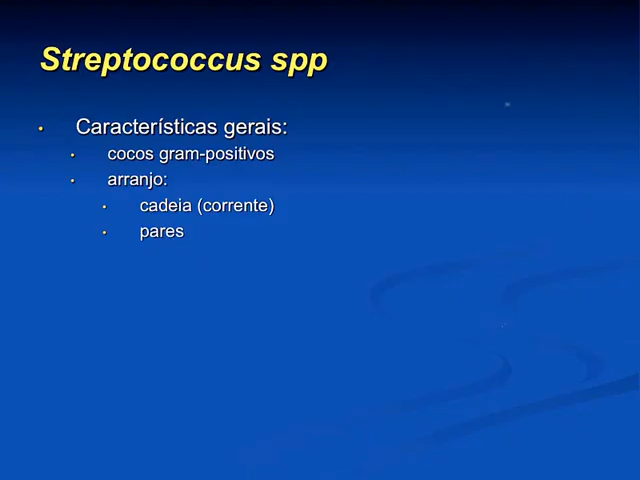 Streptococcus spp
• Características gerais:
• cocos gram-positivos
• arranjo:
• cadeia (corrente)
• pares